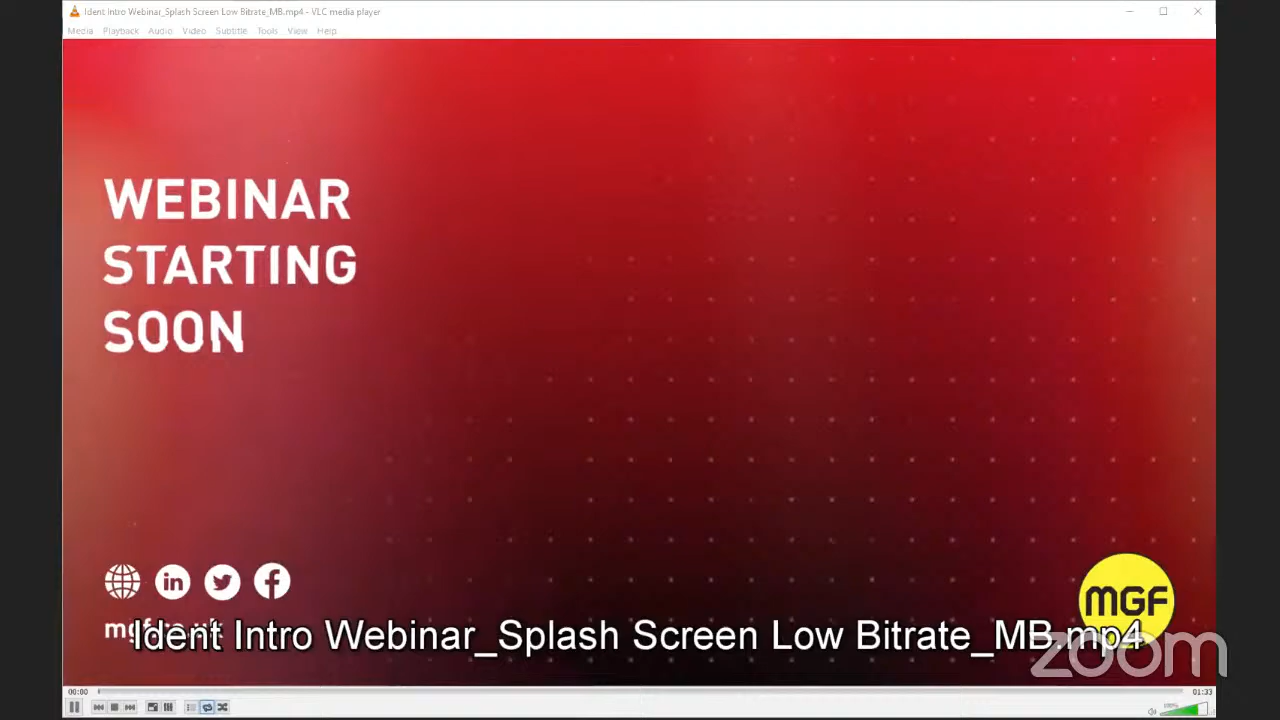 Ident Intro Webinar_Splash Screen Low Bitrate_MB.mp4 - VLC media player
Media Playback Audio Video Subtitle Tools View Help
WEBINAR
STARTING
SOON
in
MGF
Ident Intro Webinar_Splash Screen Low Bitrate_MB.mp4
zoom
00:00
01:33